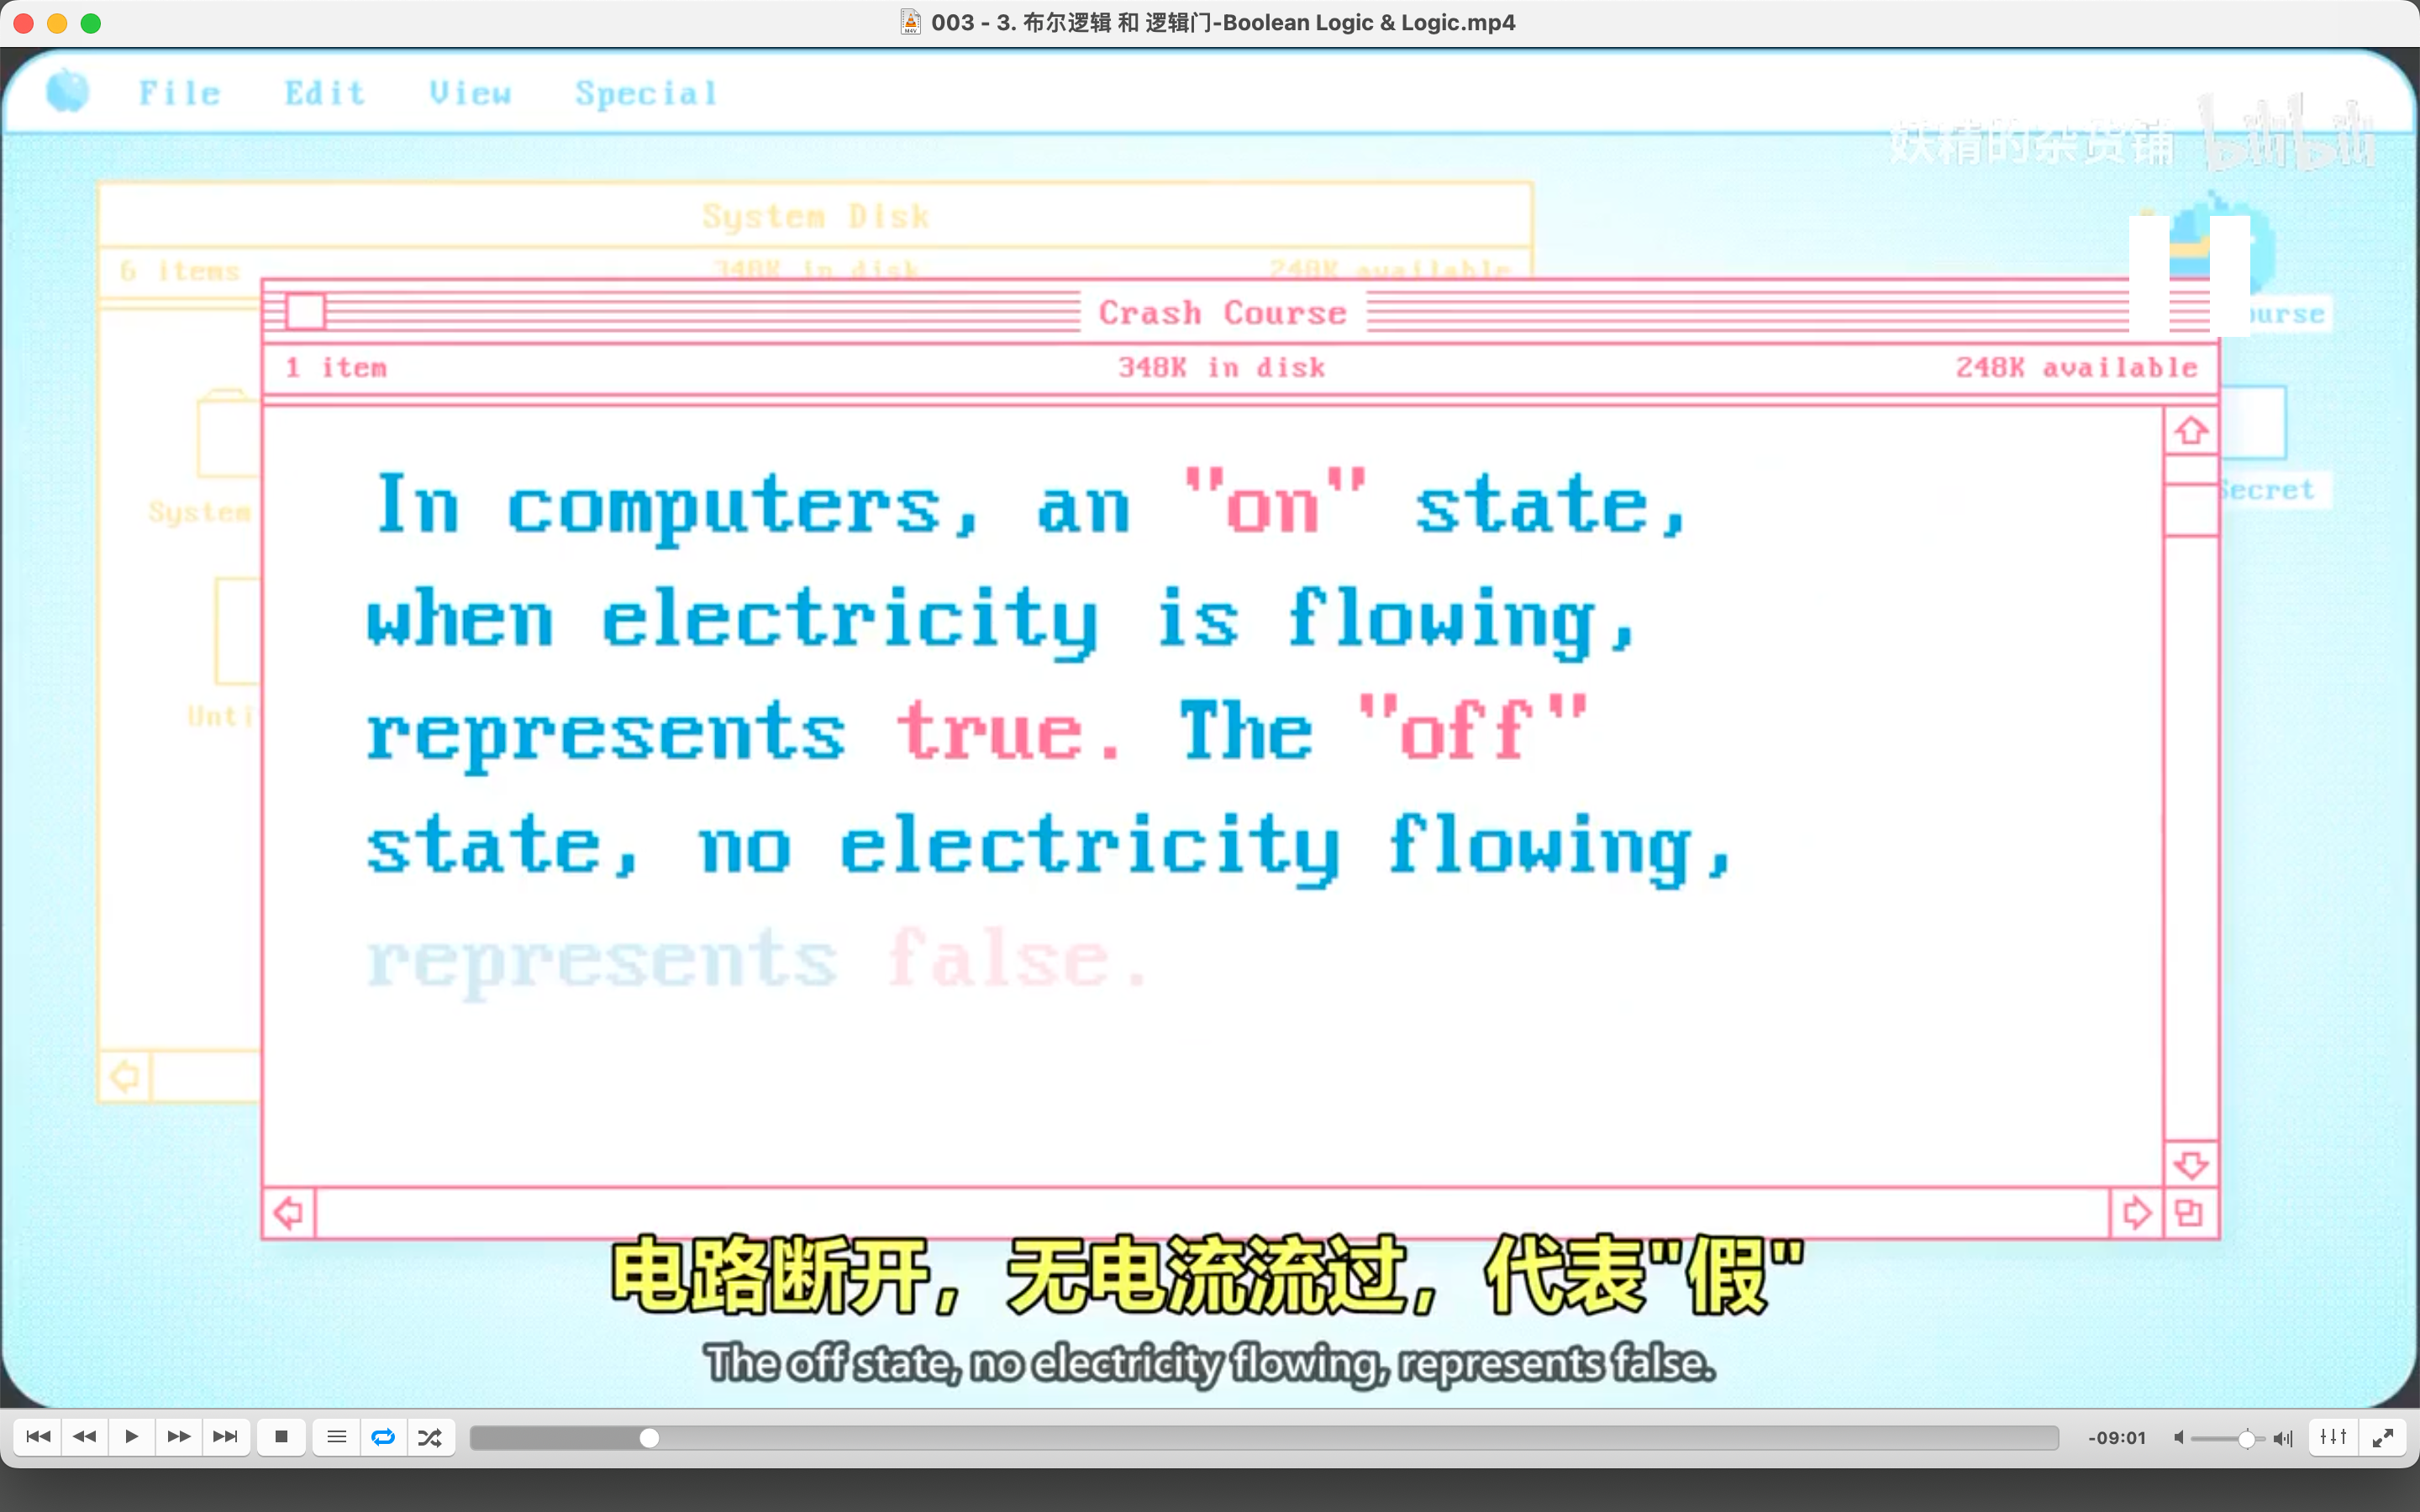 003 - 3. 布尔逻辑 和 逻辑门-Boolean Logic & Logic.mp4
File Edit View Special
妖精的杂货铺 bilibili
System Disk
6 items 348K in disk 248K available
Crash Course
1 item 348K in disk 248K available
In computers, an "on" state,
when electricity is flowing,
represents true. The "off"
state, no electricity flowing,
represents false.
System
Secret
电路断开，无电流流过，代表"假"
The off state, no electricity flowing, represents false.
-09:01